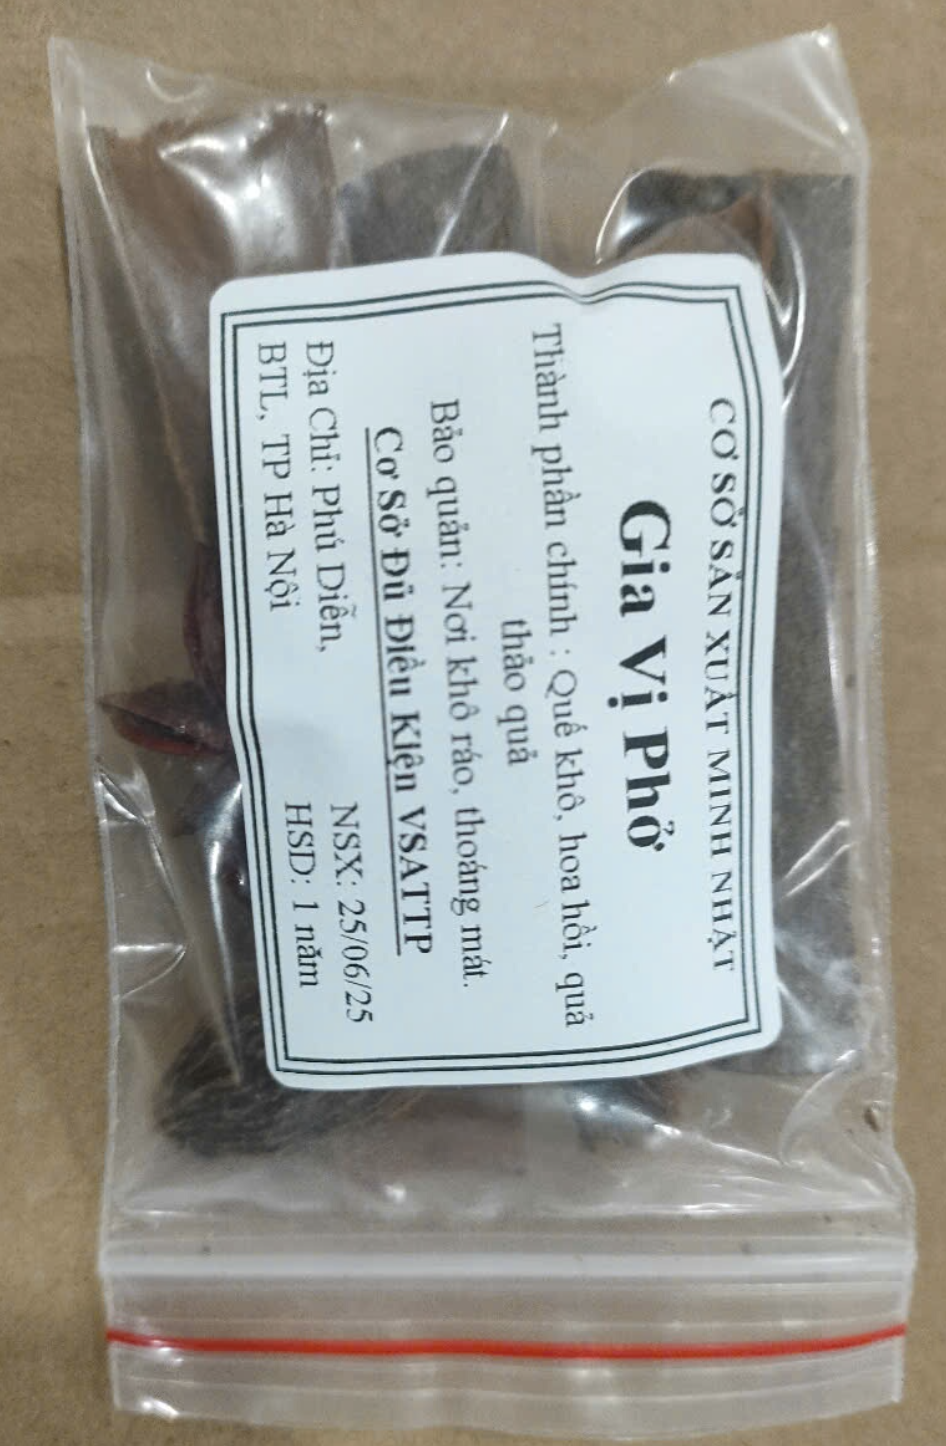 CƠ SỞ SẢN XUẤT MINH NHẬT
Gia Vị Phở
Thành phần chính : Quế khô, hoa hồi, quả
thảo quả
Bảo quản: Nơi khô ráo, thoáng mát.
Cơ Sở Đủ Điều Kiện VSATTP
Địa Chỉ: Phú Diễn, NSX: 25/06/25
BTL, TP Hà Nội HSD: 1 năm